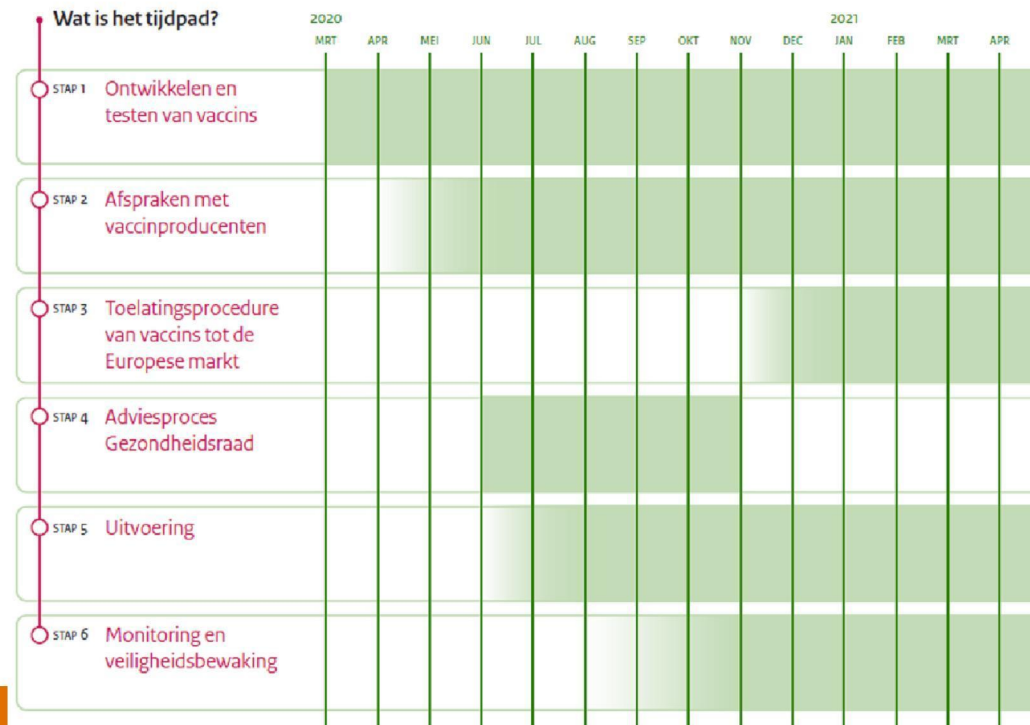 Wat is het tijdpad?
2020 2021
MRT APR MEI JUN JUL AUG SEP OKT NOV DEC JAN FEB MRT APR
STAP 1 Ontwikkelen en
testen van vaccins
STAP 2 Afspraken met
vaccinproducenten
STAP 3 Toelatingsprocedure
van vaccins tot de
Europese markt
STAP 4 Adviesproces
Gezondheidsraad
STAP 5 Uitvoering
STAP 6 Monitoring en
veiligheidsbewaking